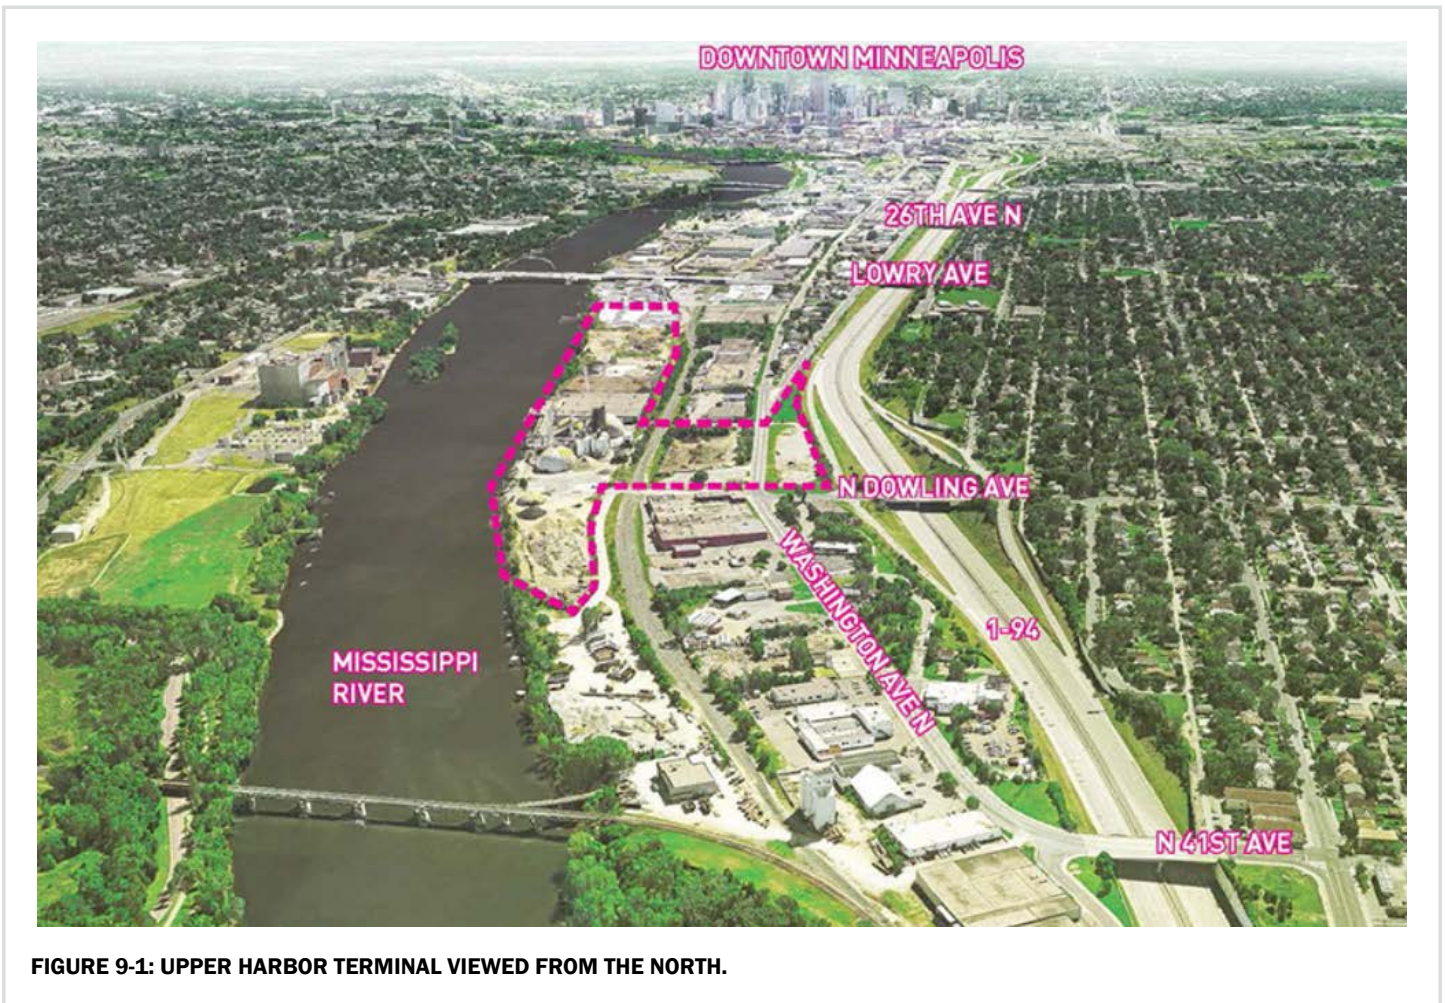 DOWNTOWN MINNEAPOLIS
26TH AVE N
LOWRY AVE
N DOWLING AVE
WASHINGTON AVE N
1-94
MISSISSIPPI
RIVER
N 41ST AVE
FIGURE 9-1: UPPER HARBOR TERMINAL VIEWED FROM THE NORTH.